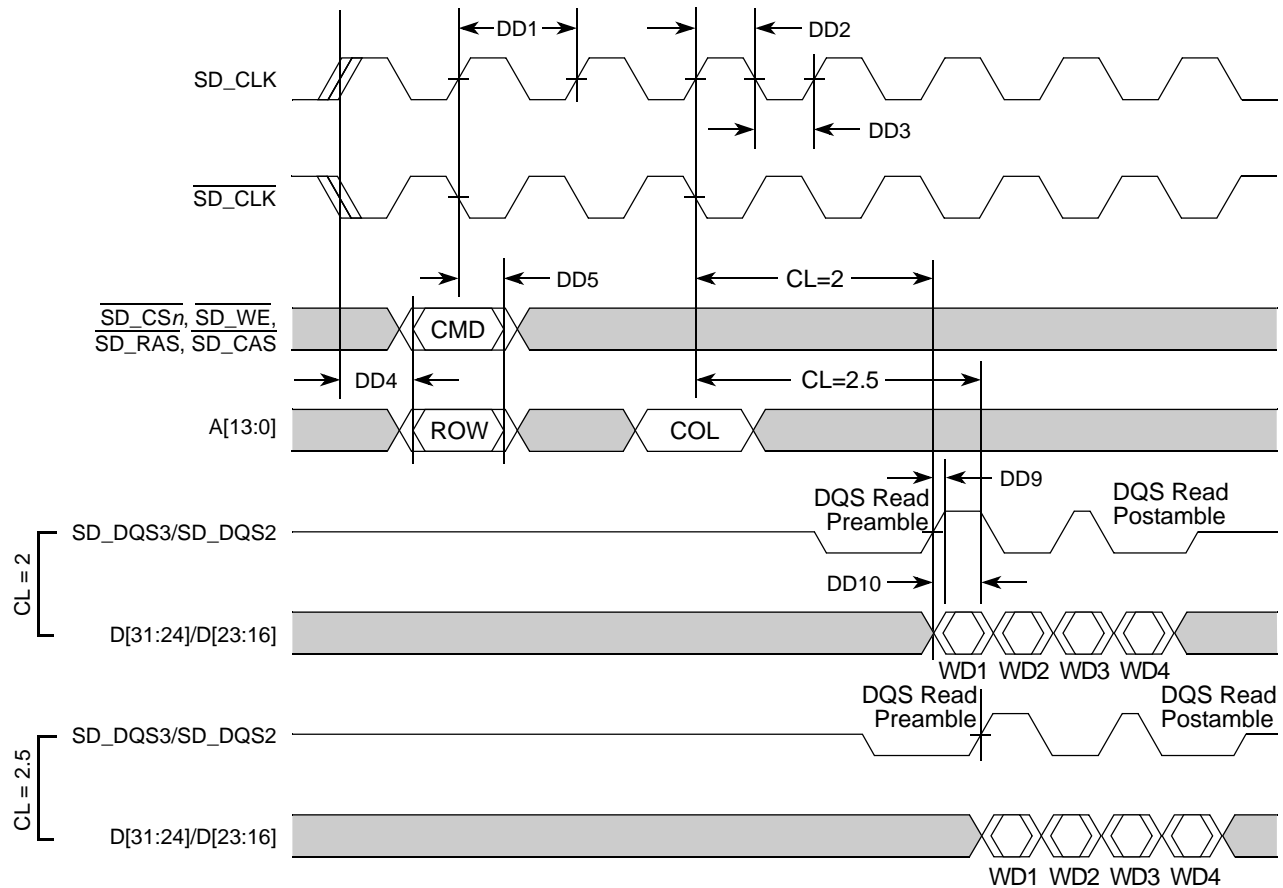 DD1
DD2
SD_CLK
DD3
SD_CLK
DD5
CL=2
SD_CSn, SD_WE,
SD_RAS, SD_CAS
CMD
DD4
CL=2.5
A[13:0]
ROW
COL
DD9
DQS Read
Preamble
DQS Read
Postamble
SD_DQS3/SD_DQS2
CL = 2
DD10
D[31:24]/D[23:16]
WD1 WD2 WD3 WD4
DQS Read
Preamble
DQS Read
Postamble
SD_DQS3/SD_DQS2
CL = 2.5
D[31:24]/D[23:16]
WD1 WD2 WD3 WD4